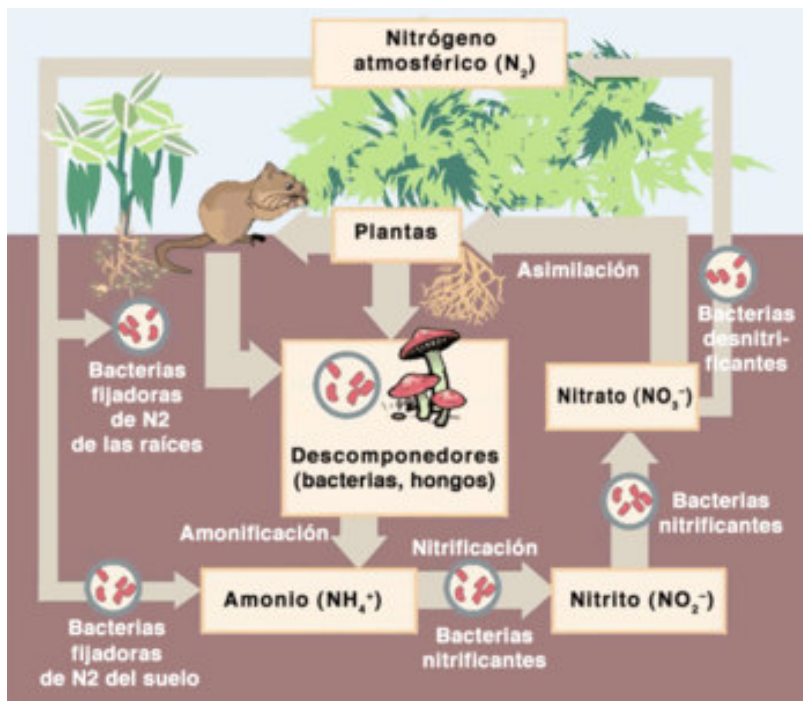 Nitrógeno
atmosférico (N₂)
Plantas
Asimilación
Bacterias
desnitri-
ficantes
Bacterias
fijadoras
de N2
de las raíces
Nitrato (NO₃⁻)
Descomponedores
(bacterias, hongos)
Bacterias
nitrificantes
Amonificación
Nitrificación
Amonio (NH₄⁺)
Nitrito (NO₂⁻)
Bacterias
fijadoras
de N2 del suelo
Bacterias
nitrificantes